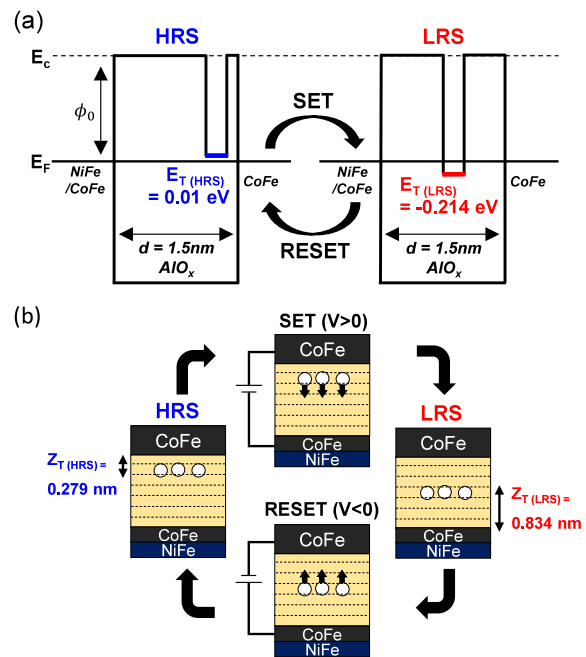 (a)
HRS
LRS
E_c
ϕ₀
SET
E_F
NiFe
/CoFe
E_T (HRS)
= 0.01 eV
CoFe
NiFe
/CoFe
E_T (LRS)
= -0.214 eV
CoFe
RESET
d = 1.5nm
AlO_x
d = 1.5nm
AlO_x
(b)
SET (V>0)
CoFe
CoFe
NiFe
HRS
CoFe
Z_T (HRS) =
0.279 nm
CoFe
NiFe
LRS
CoFe
Z_T (LRS) =
0.834 nm
CoFe
NiFe
RESET (V<0)
CoFe
CoFe
NiFe